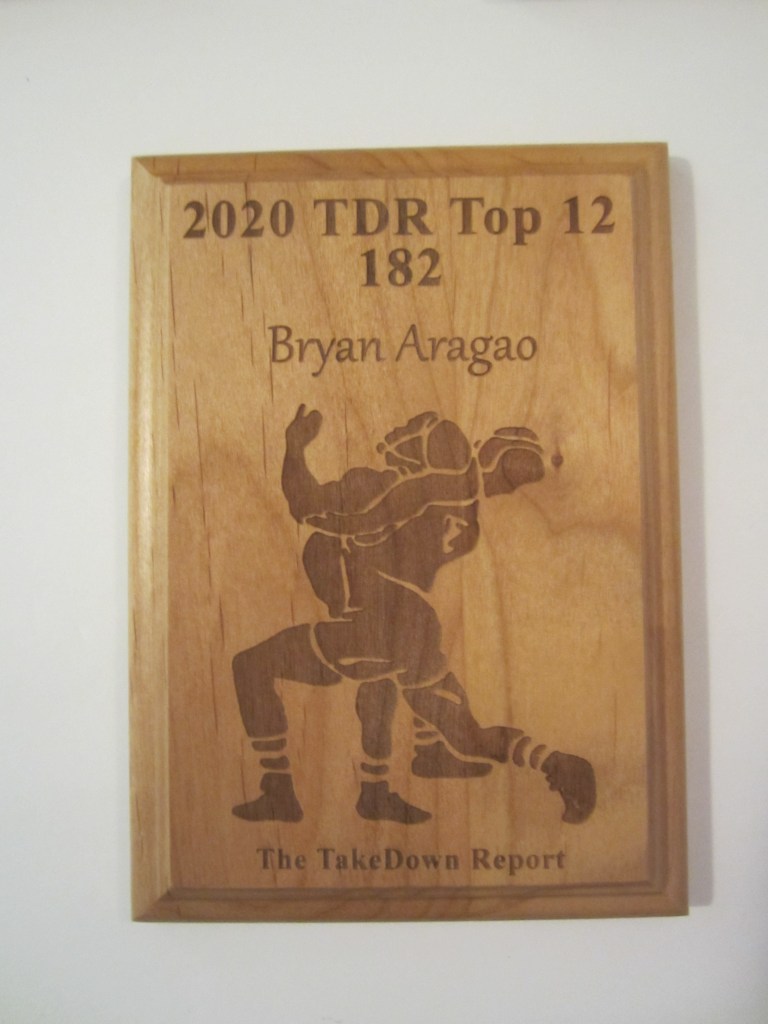 2020 TDR Top 12
182
Bryan Aragao
The TakeDown Report